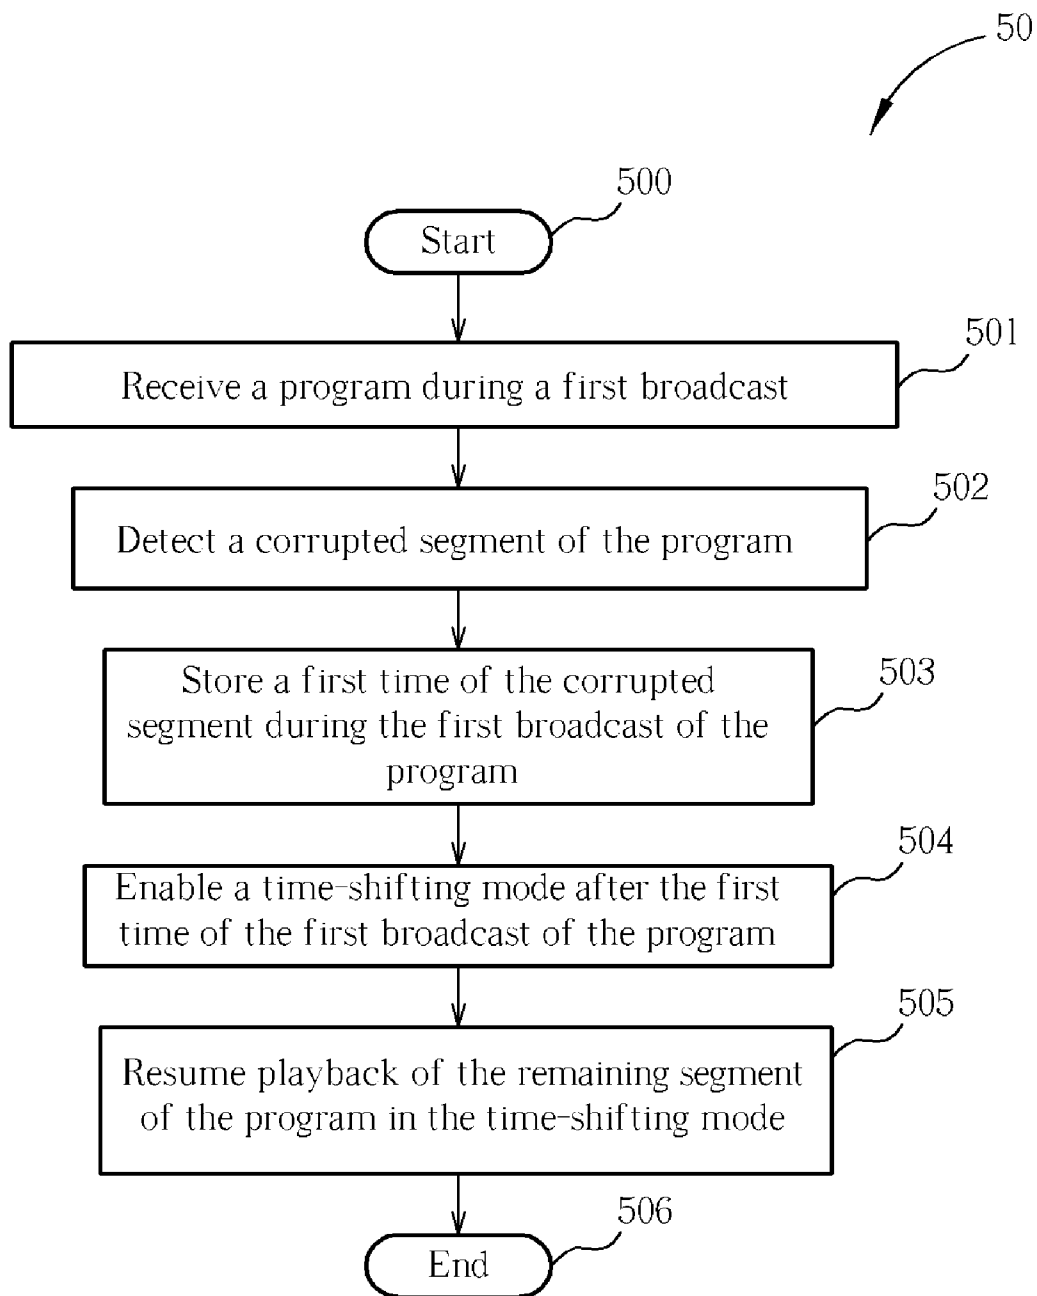 50
500
Start
501
Receive a program during a first broadcast
502
Detect a corrupted segment of the program
503
Store a first time of the corrupted
segment during the first broadcast of the
program
504
Enable a time-shifting mode after the first
time of the first broadcast of the program
505
Resume playback of the remaining segment
of the program in the time-shifting mode
506
End